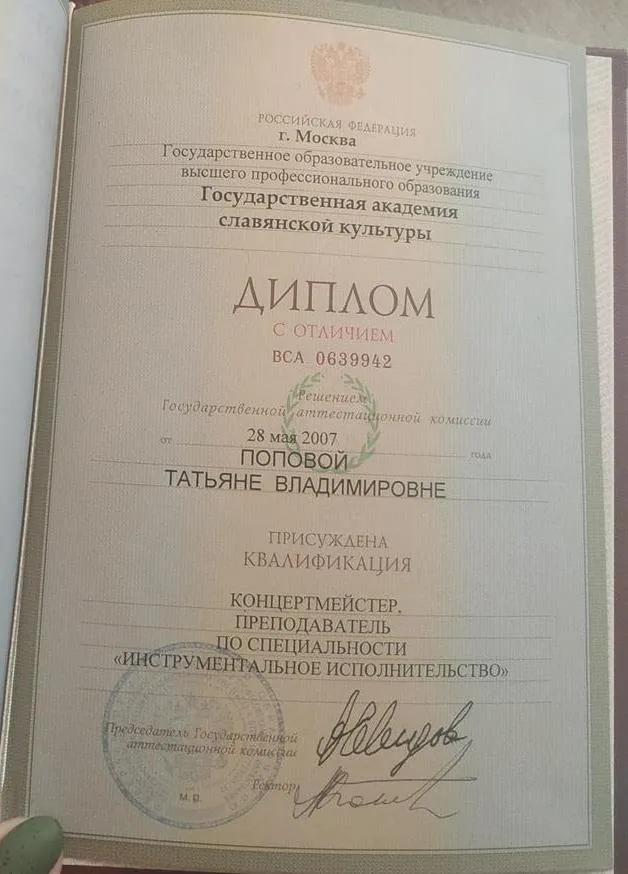 РОССИЙСКАЯ ФЕДЕРАЦИЯ
г. Москва
Государственное образовательное учреждение
высшего профессионального образования
Государственная академия
славянской культуры
ДИПЛОМ
С ОТЛИЧИЕМ
ВСА 0639942
Решением
Государственной аттестационной комиссии
от 28 мая 2007 года
ПОПОВОЙ
ТАТЬЯНЕ ВЛАДИМИРОВНЕ
ПРИСУЖДЕНА
КВАЛИФИКАЦИЯ
КОНЦЕРТМЕЙСТЕР,
ПРЕПОДАВАТЕЛЬ
ПО СПЕЦИАЛЬНОСТИ
«ИНСТРУМЕНТАЛЬНОЕ ИСПОЛНИТЕЛЬСТВО»
Председатель Государственной
аттестационной комиссии
Ректор
М. П.